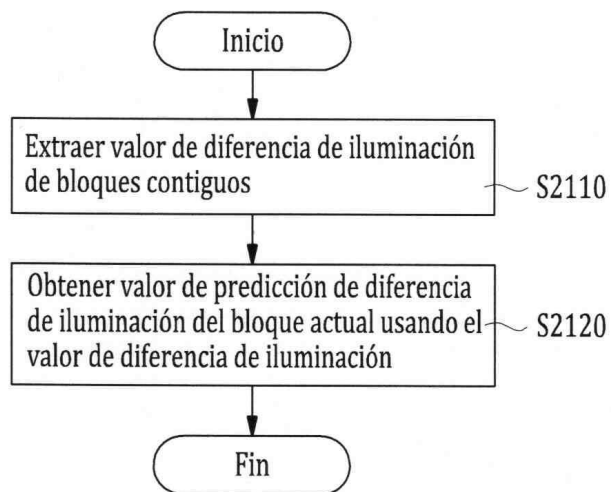 Inicio
Extraer valor de diferencia de iluminación
de bloques contiguos
S2110
Obtener valor de predicción de diferencia
de iluminación del bloque actual usando el
valor de diferencia de iluminación
S2120
Fin